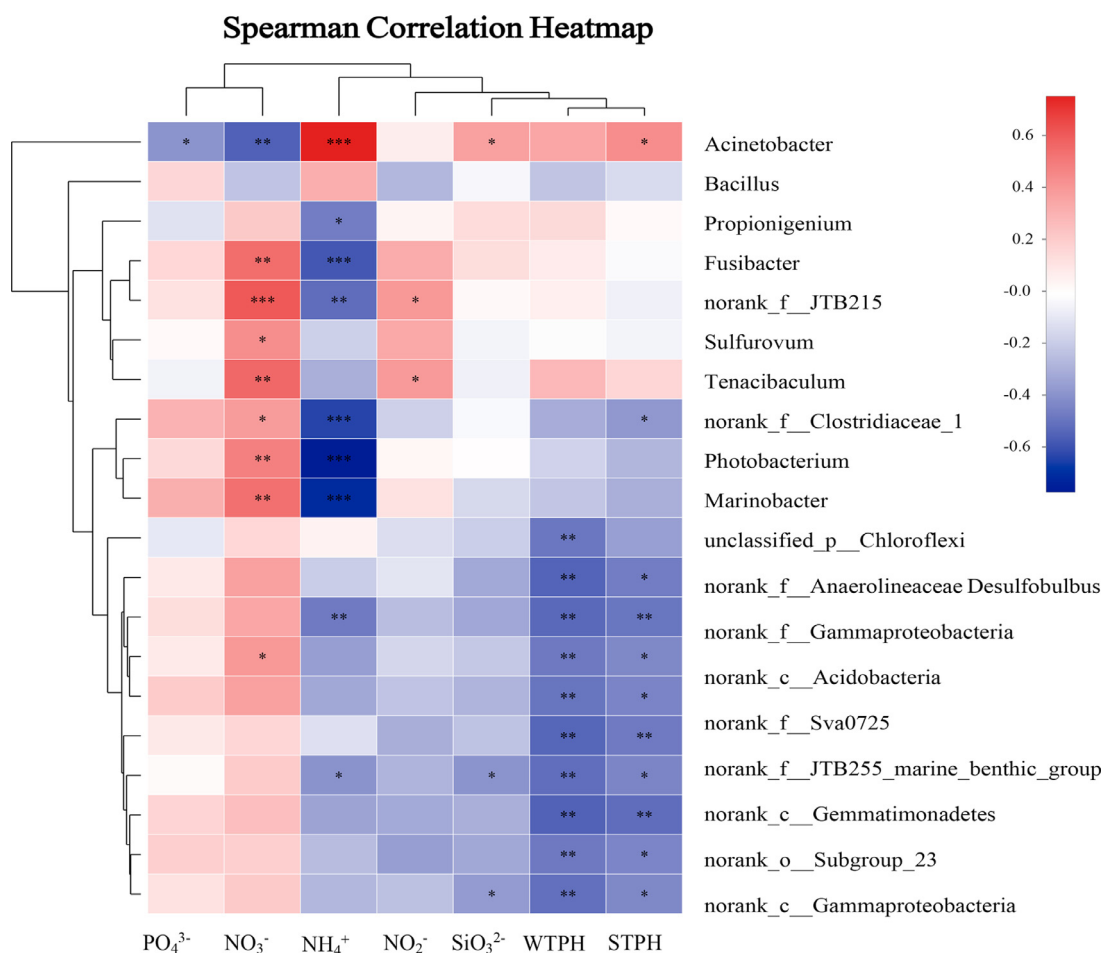 Spearman Correlation Heatmap
* ** *** * * Acinetobacter
Bacillus
* Propionigenium
** *** Fusibacter
*** ** * norank_f__JTB215
* Sulfurovum
** * Tenacibaculum
* *** * norank_f__Clostridiaceae_1
** *** Photobacterium
** *** Marinobacter
** unclassified_p__Chloroflexi
** * norank_f__Anaerolineaceae Desulfobulbus
** ** ** norank_f__Gammaproteobacteria
* ** * norank_c__Acidobacteria
** *
** ** norank_f__Sva0725
* * ** * norank_f__JTB255_marine_benthic_group
** ** norank_c__Gemmatimonadetes
** * norank_o__Subgroup_23
* ** * norank_c__Gammaproteobacteria
PO₄³⁻ NO₃⁻ NH₄⁺ NO₂⁻ SiO₃²⁻ WTPH STPH
0.6
0.4
0.2
-0.0
-0.2
-0.4
-0.6